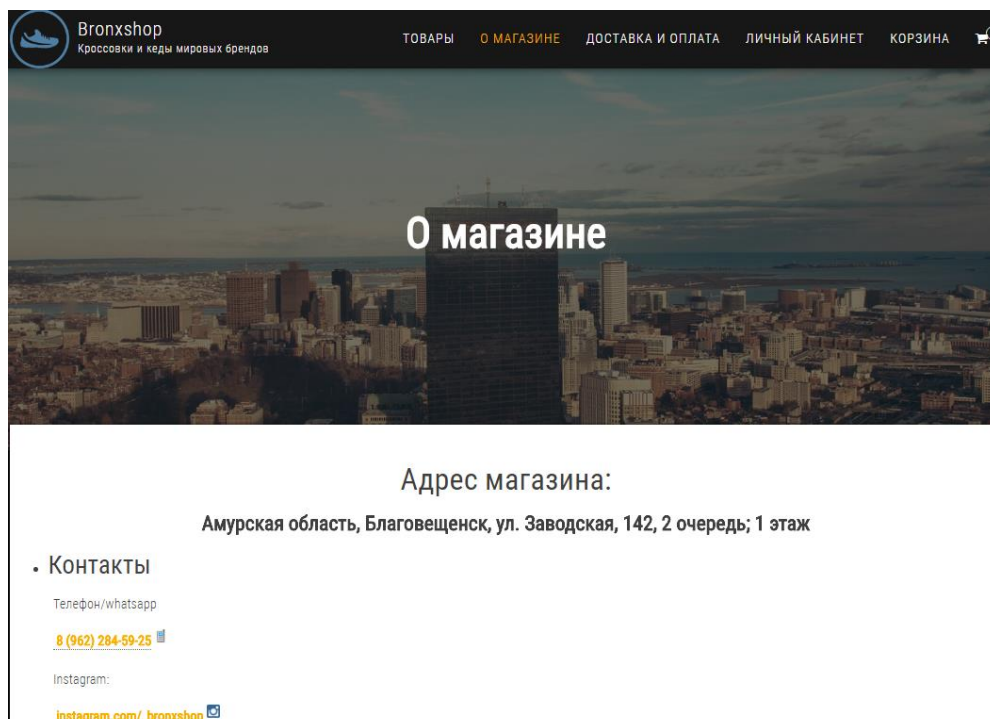 Bronxshop
Кроссовки и кеды мировых брендов
ТОВАРЫ О МАГАЗИНЕ ДОСТАВКА И ОПЛАТА ЛИЧНЫЙ КАБИНЕТ КОРЗИНА
О магазине
Адрес магазина:
Амурская область, Благовещенск, ул. Заводская, 142, 2 очередь; 1 этаж
Контакты
Телефон/whatsapp
8 (962) 284-59-25
Instagram:
instagram.com/_bronxshop